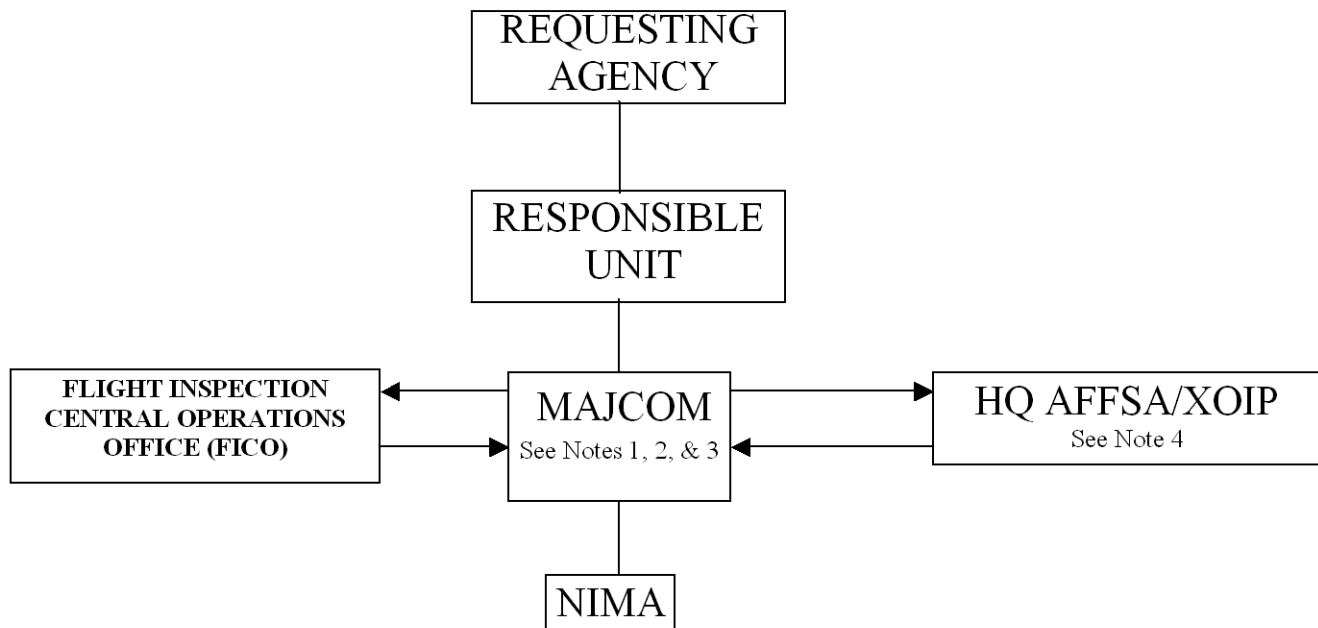 REQUESTING
AGENCY
RESPONSIBLE
UNIT
FLIGHT INSPECTION
CENTRAL OPERATIONS
OFFICE (FICO)
MAJCOM
See Notes 1, 2, & 3
HQ AFFSA/XOIP
See Note 4
NIMA